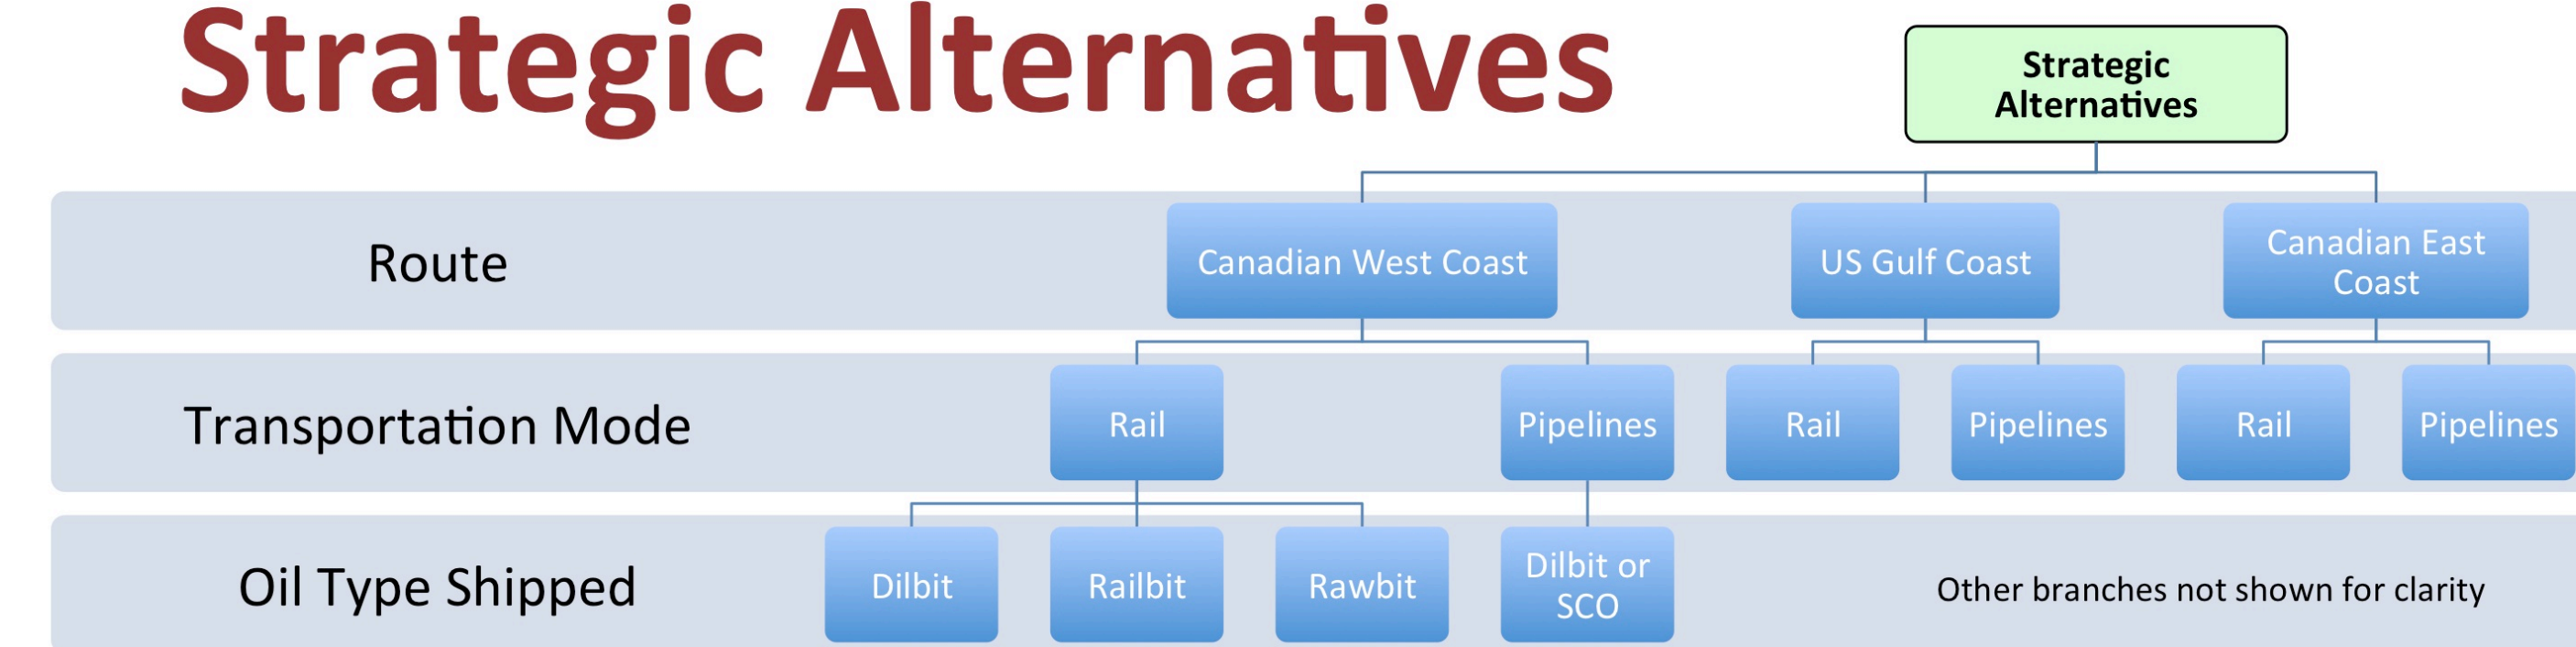 Strategic Alternatives
Strategic
Alternatives
Route
Canadian West Coast
US Gulf Coast
Canadian East
Coast
Transportation Mode
Rail
Pipelines
Rail
Pipelines
Rail
Pipelines
Oil Type Shipped
Dilbit
Railbit
Rawbit
Dilbit or
SCO
Other branches not shown for clarity